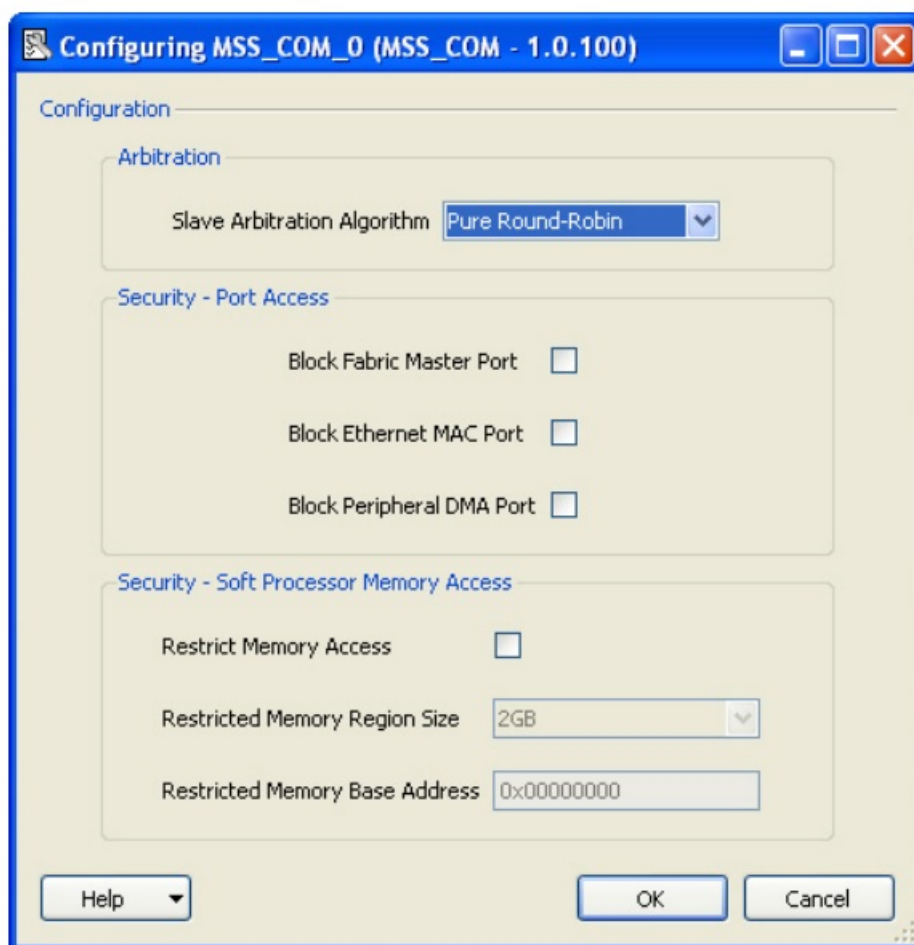 Configuring MSS_COM_0 (MSS_COM - 1.0.100)
Configuration
Arbitration
Slave Arbitration Algorithm Pure Round-Robin
Security - Port Access
Block Fabric Master Port
Block Ethernet MAC Port
Block Peripheral DMA Port
Security - Soft Processor Memory Access
Restrict Memory Access
Restricted Memory Region Size 2GB
Restricted Memory Base Address 0x00000000
Help OK Cancel